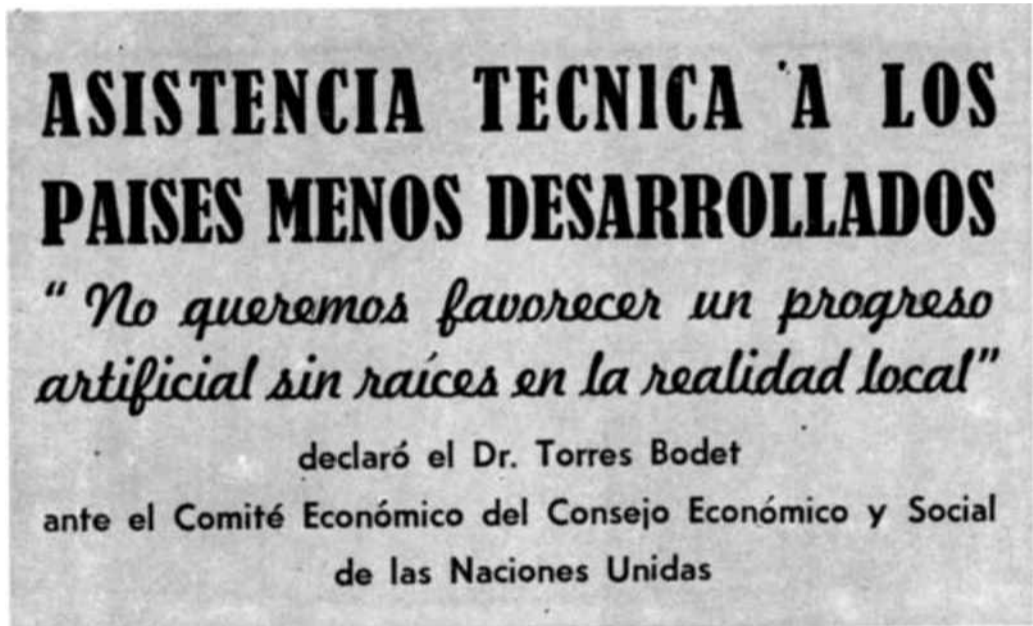 ASISTENCIA TECNICA A LOS
PAISES MENOS DESARROLLADOS
“No queremos favorecer un progreso
artificial sin raíces en la realidad local”
declaró el Dr. Torres Bodet
ante el Comité Económico del Consejo Económico y Social
de las Naciones Unidas